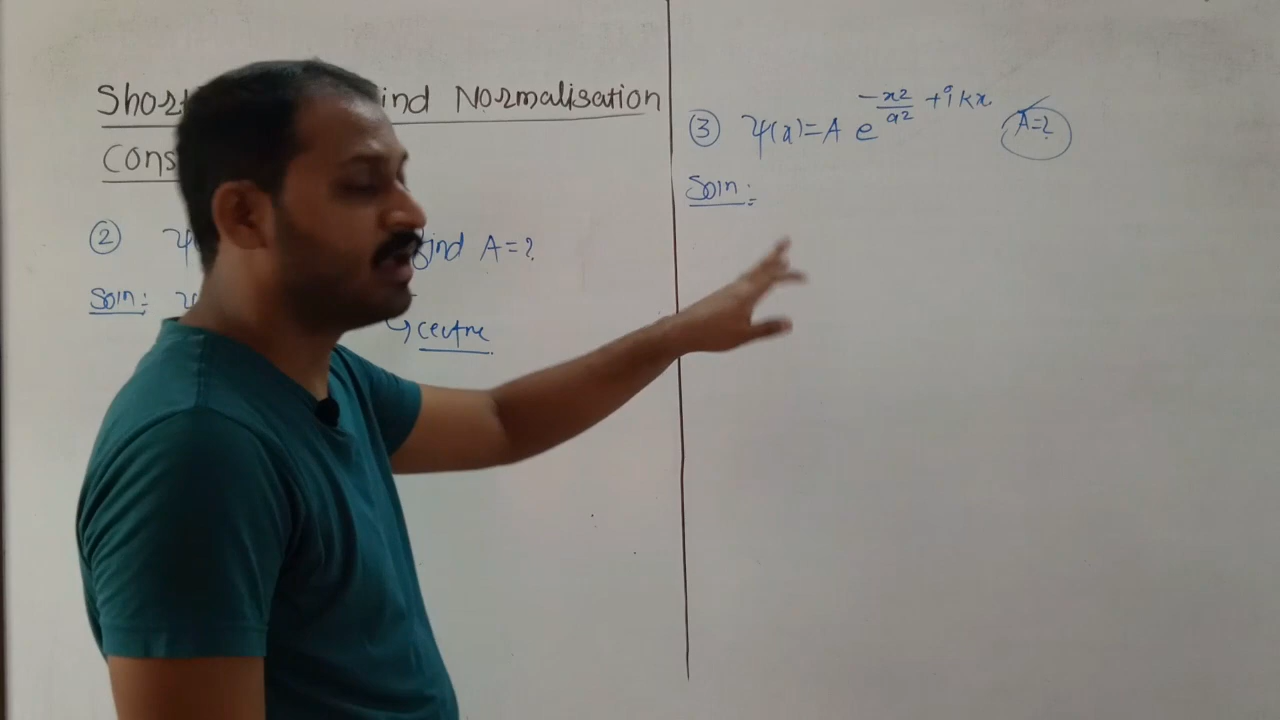 Short ind Normalisation
Cons
② ψ find A=?
Soln:
↳ centre
③ ψ(x)=A e^{-x2/a2 + ikx} A=?
Soln: